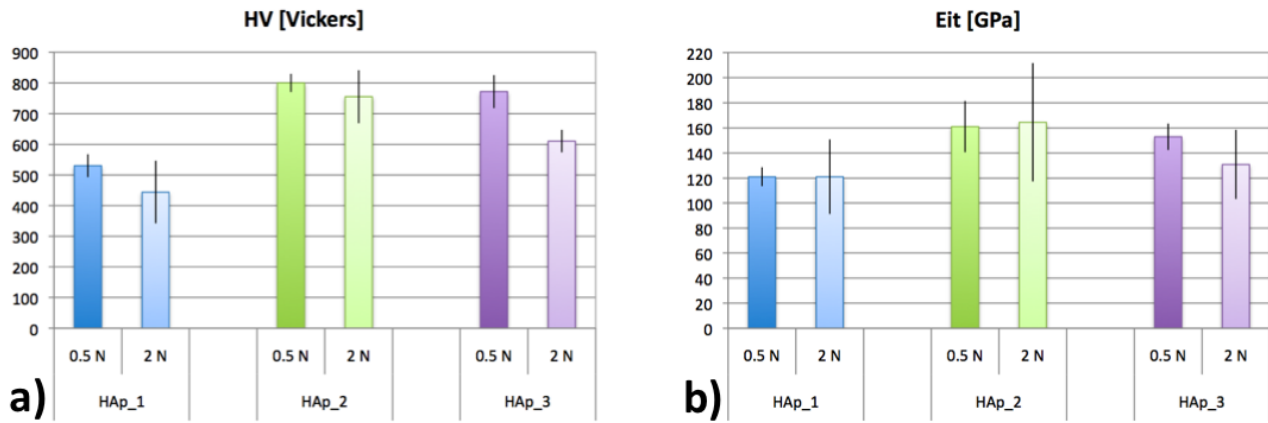 HV [Vickers]
900
800
700
600
500
400
300
200
100
0
0.5 N 2 N 0.5 N 2 N 0.5 N 2 N
HAp_1 HAp_2 HAp_3
a)
Eit [GPa]
220
200
180
160
140
120
100
80
60
40
20
0
0.5 N 2 N 0.5 N 2 N 0.5 N 2 N
HAp_1 HAp_2 HAp_3
b)